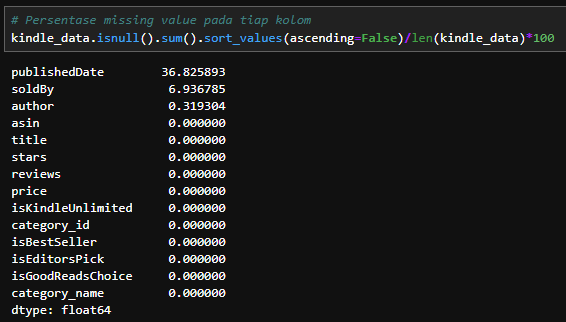 # Persentase missing value pada tiap kolom
kindle_data.isnull().sum().sort_values(ascending=False)/len(kindle_data)*100
publishedDate 36.825893
soldBy 6.936785
author 0.319304
asin 0.000000
title 0.000000
stars 0.000000
reviews 0.000000
price 0.000000
isKindleUnlimited 0.000000
category_id 0.000000
isBestSeller 0.000000
isEditorsPick 0.000000
isGoodReadsChoice 0.000000
category_name 0.000000
dtype: float64